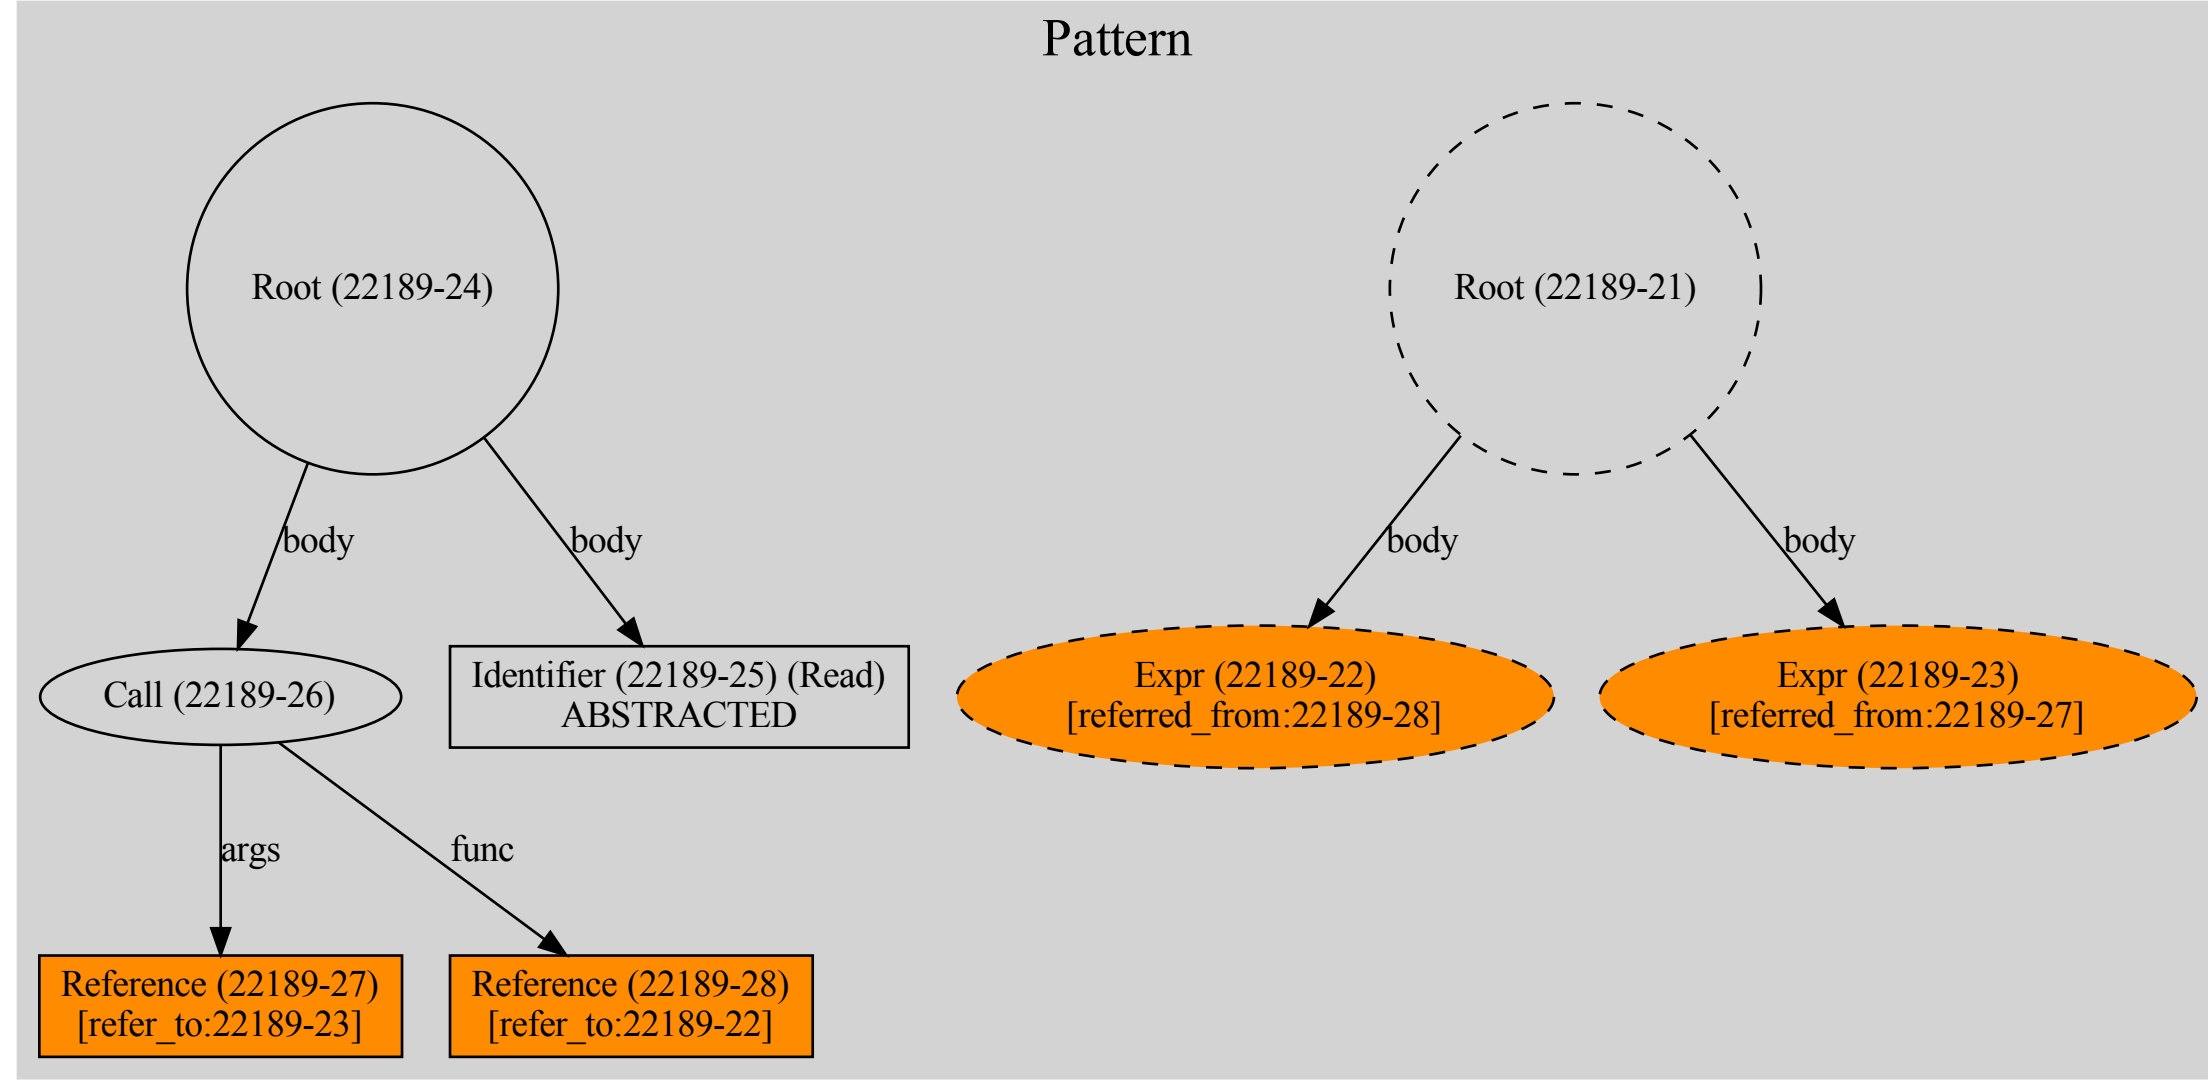 Pattern
Root (22189-24)
Root (22189-21)
body
body
body
body
Call (22189-26)
Identifier (22189-25) (Read)
ABSTRACTED
Expr (22189-22)
[referred_from:22189-28]
Expr (22189-23)
[referred_from:22189-27]
args
func
Reference (22189-27)
[refer_to:22189-23]
Reference (22189-28)
[refer_to:22189-22]